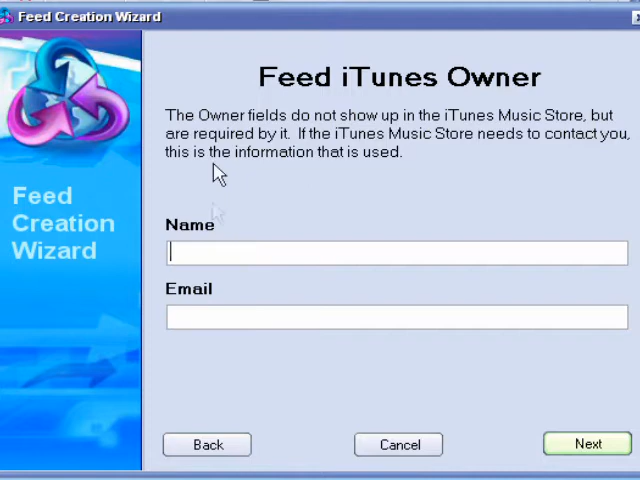 Feed Creation Wizard
Feed iTunes Owner
The Owner fields do not show up in the iTunes Music Store, but
are required by it. If the iTunes Music Store needs to contact you,
this is the information that is used.
Feed
Creation
Wizard
Name
Email
Back
Cancel
Next